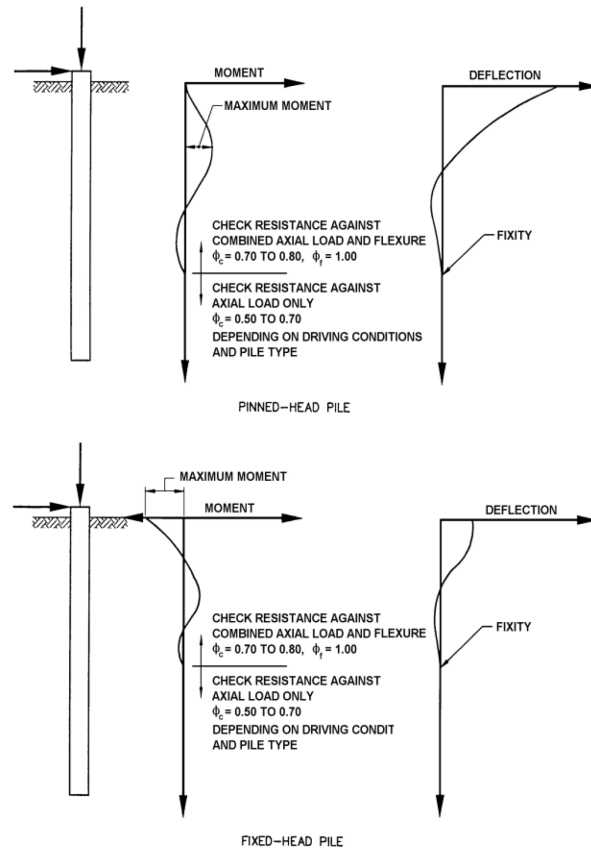 MOMENT
DEFLECTION
MAXIMUM MOMENT
CHECK RESISTANCE AGAINST
COMBINED AXIAL LOAD AND FLEXURE
ϕc = 0.70 TO 0.80, ϕf = 1.00
FIXITY
CHECK RESISTANCE AGAINST
AXIAL LOAD ONLY
ϕc = 0.50 TO 0.70
DEPENDING ON DRIVING CONDITIONS
AND PILE TYPE
PINNED-HEAD PILE
MAXIMUM MOMENT
MOMENT
DEFLECTION
CHECK RESISTANCE AGAINST
COMBINED AXIAL LOAD AND FLEXURE
ϕc = 0.70 TO 0.80, ϕf = 1.00
FIXITY
CHECK RESISTANCE AGAINST
AXIAL LOAD ONLY
ϕc = 0.50 TO 0.70
DEPENDING ON DRIVING CONDIT
AND PILE TYPE
FIXED-HEAD PILE